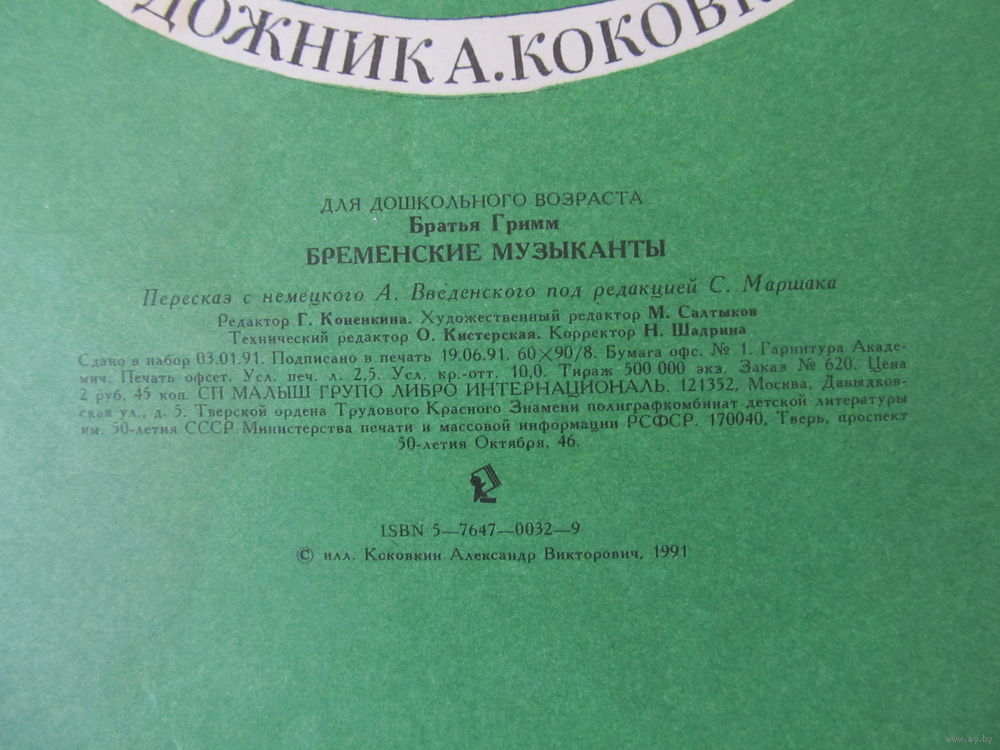 ДОЖНИК А. КОКОВК
ДЛЯ ДОШКОЛЬНОГО ВОЗРАСТА
Братья Гримм
БРЕМЕНСКИЕ МУЗЫКАНТЫ
Пересказ с немецкого А. Введенского под редакцией С. Маршака
Редактор Г. Коненкина. Художественный редактор М. Салтыков
Технический редактор О. Кистерская. Корректор Н. Шадрина
Сдано в набор 03.01.91. Подписано в печать 19.06.91. 60×90/8. Бумага офс. № 1. Гарнитура Акаде-
мич. Печать офсет. Усл. печ. л. 2,5. Усл. кр.-отт. 10,0. Тираж 500 000 экз. Заказ № 620. Цена
2 руб. 45 коп. СП МАЛЫШ ГРУПО ЛИБРО ИНТЕРНАЦИОНАЛЬ. 121352, Москва, Давыдков-
ская ул., д. 5. Тверской ордена Трудового Красного Знамени полиграфкомбинат детской литературы
им. 50-летия СССР Министерства печати и массовой информации РСФСР. 170040, Тверь, проспект
50-летия Октября, 46.
ISBN 5—7647—0032—9
© илл. Коковкин Александр Викторович, 1991
www.ay.by